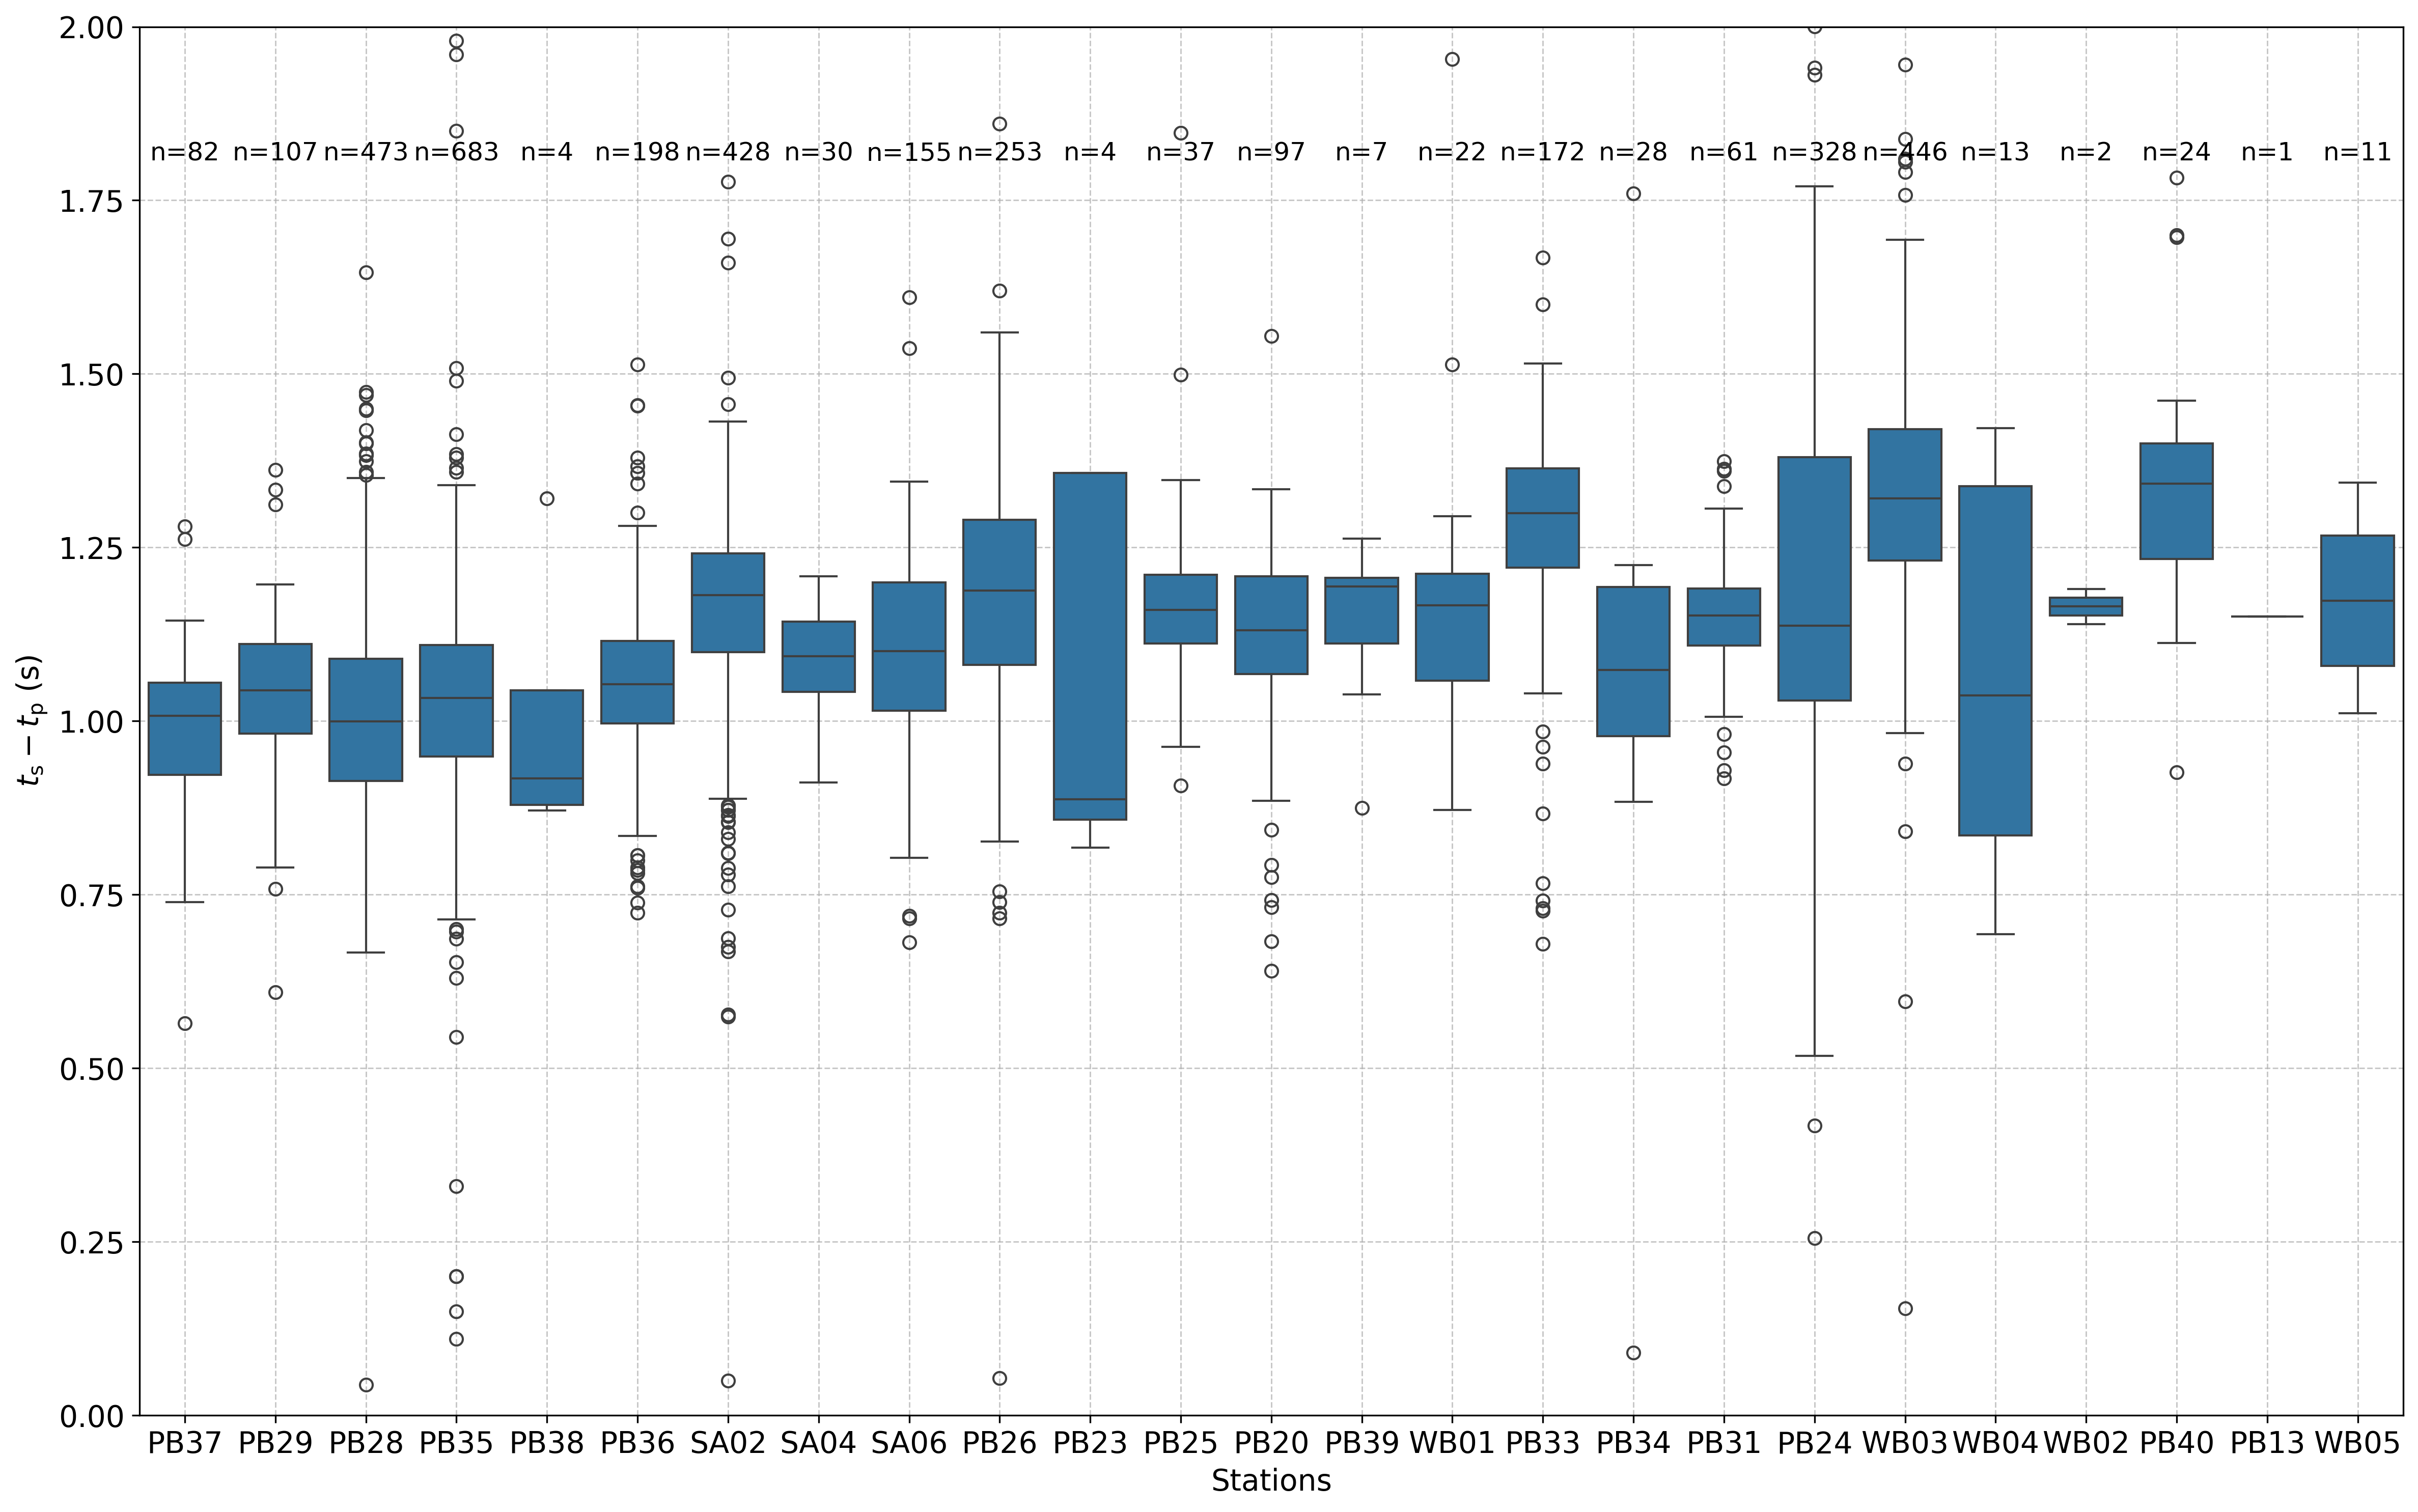 2.00
n=82 n=107 n=473 n=683 n=4 n=198 n=428 n=30 n=155 n=253 n=4 n=37 n=97 n=7 n=22 n=172 n=28 n=61 n=328 n=446 n=13 n=2 n=24 n=1 n=11
1.75
1.50
1.25
1.00
0.75
0.50
0.25
0.00
ts − tp (s)
PB37 PB29 PB28 PB35 PB38 PB36 SA02 SA04 SA06 PB26 PB23 PB25 PB20 PB39 WB01 PB33 PB34 PB31 PB24 WB03 WB04 WB02 PB40 PB13 WB05
Stations